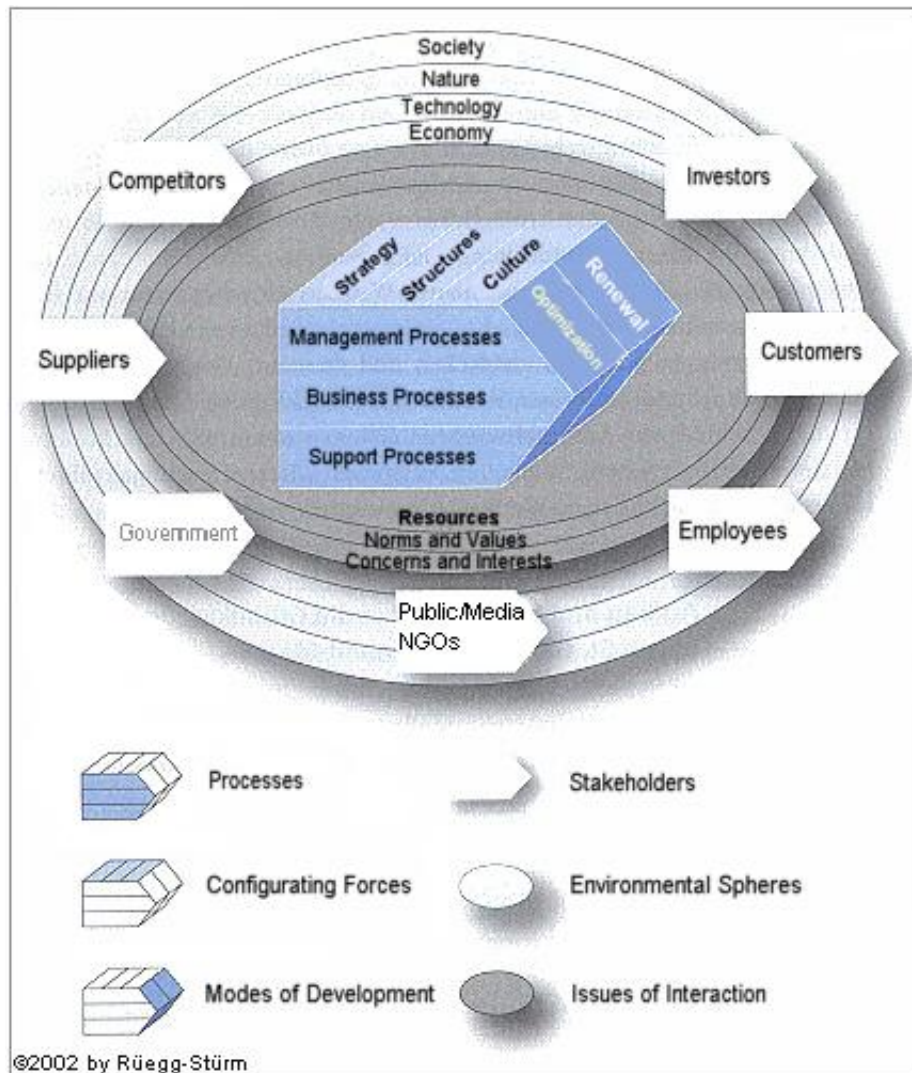 Society
Nature
Technology
Economy
Competitors
Investors
Strategy
Structures
Culture
Renewal
Optimization
Management Processes
Suppliers
Customers
Business Processes
Support Processes
Resources
Norms and Values
Concerns and Interests
Government
Employees
Public/Media
NGOs
Processes
Stakeholders
Configurating Forces
Environmental Spheres
Modes of Development
Issues of Interaction
©2002 by Rüegg-Stürm